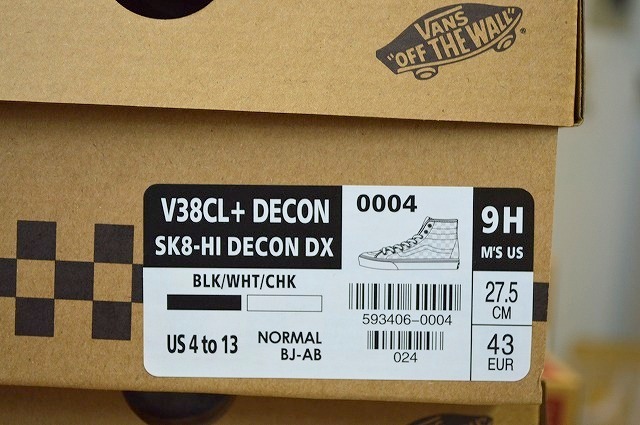 VANS
"OFF THE WALL"
V38CL+ DECON
SK8-HI DECON DX
BLK/WHT/CHK
US 4 to 13
NORMAL
BJ-AB
0004
593406-0004
024
9H
M'S US
27.5
CM
43
EUR